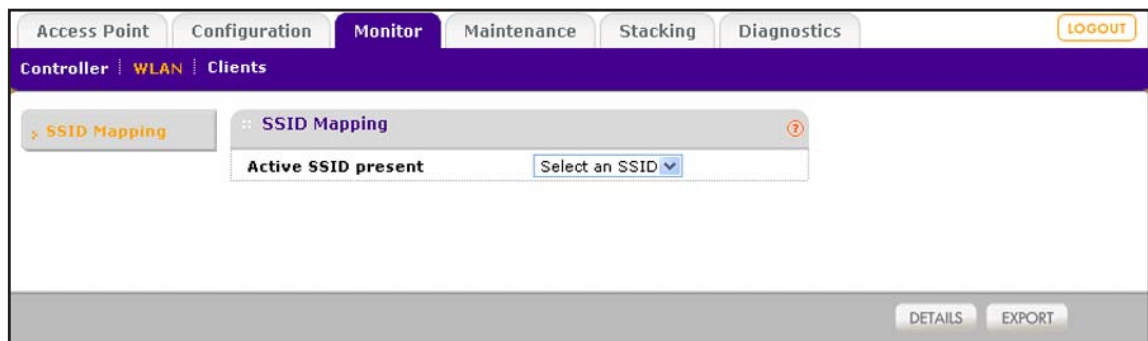 Access Point Configuration Monitor Maintenance Stacking Diagnostics LOGOUT
Controller WLAN Clients
SSID Mapping
SSID Mapping ?
Active SSID present Select an SSID
DETAILS EXPORT